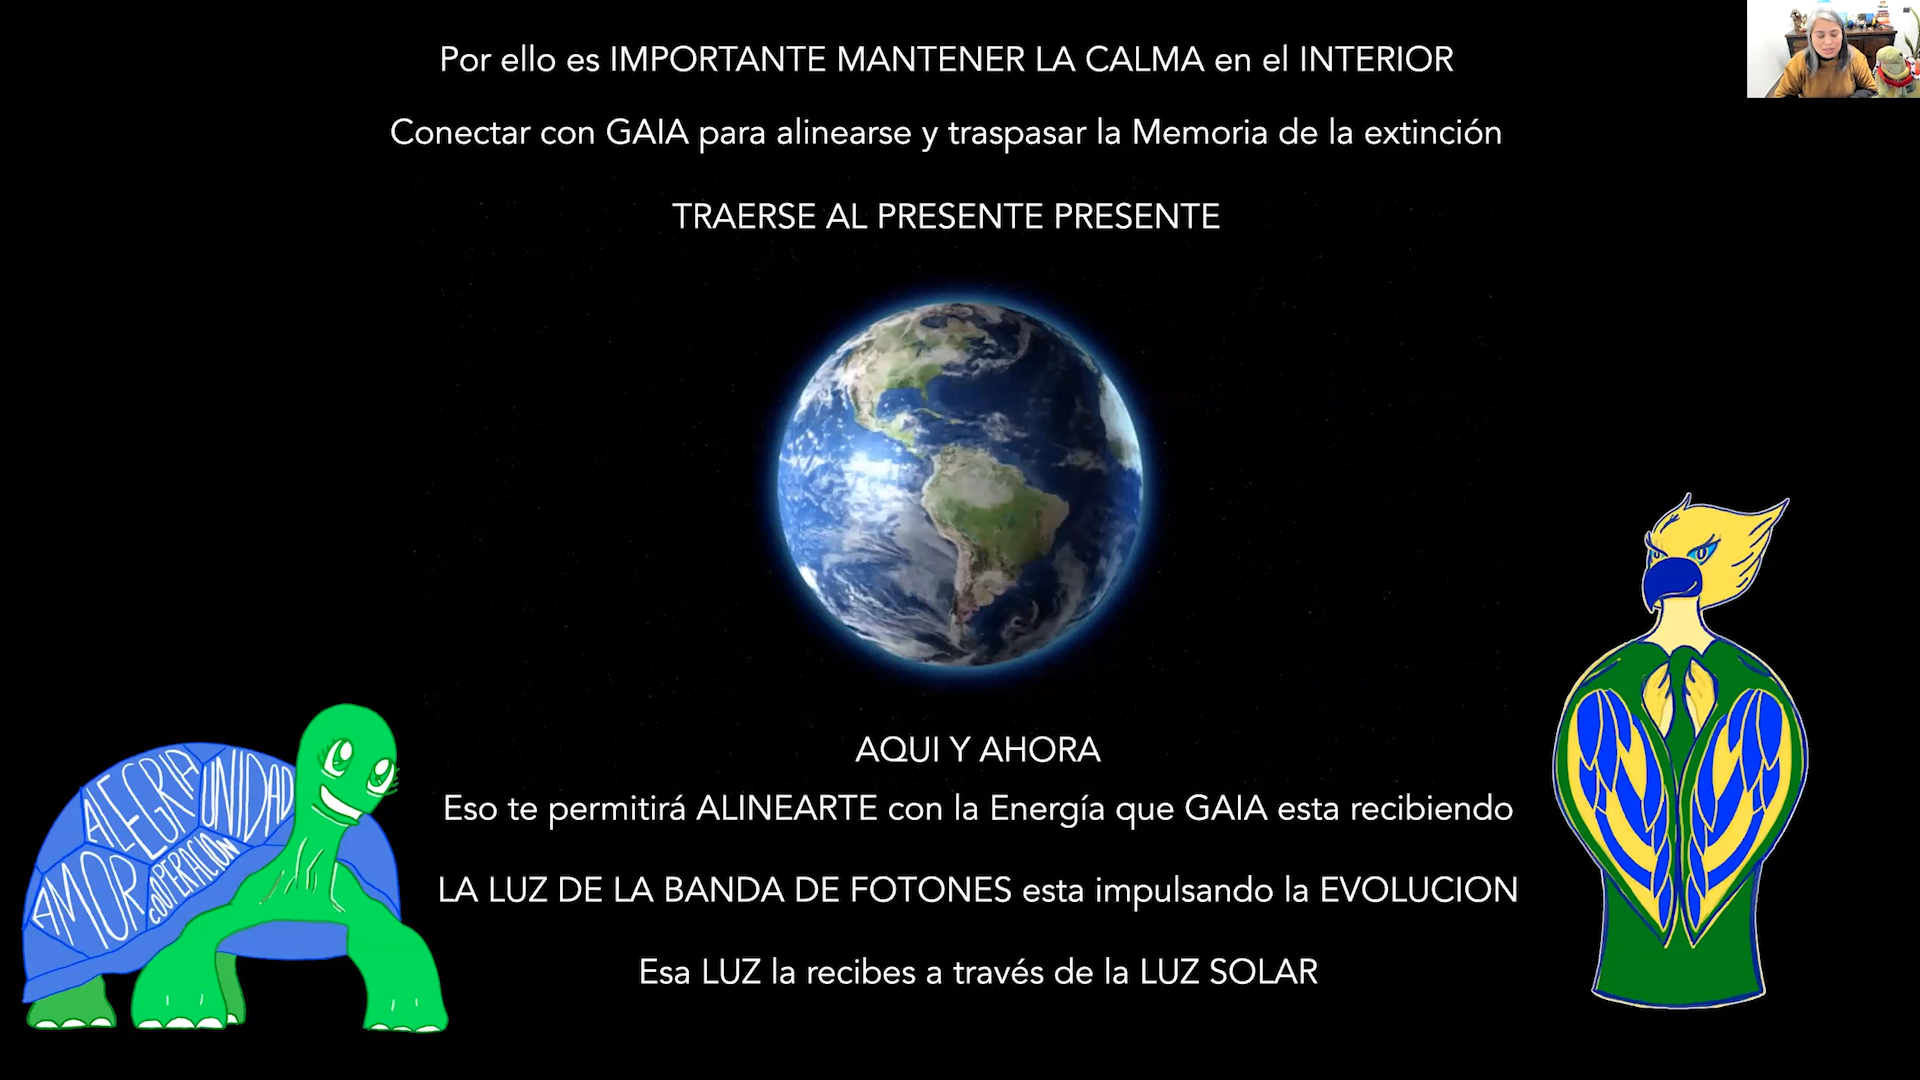 Por ello es IMPORTANTE MANTENER LA CALMA en el INTERIOR
Conectar con GAIA para alinearse y traspasar la Memoria de la extinción
TRAERSE AL PRESENTE PRESENTE
AQUI Y AHORA
Eso te permitirá ALINEARTE con la Energía que GAIA esta recibiendo
LA LUZ DE LA BANDA DE FOTONES esta impulsando la EVOLUCION
Esa LUZ la recibes a través de la LUZ SOLAR
ALEGRIA
UNIDAD
AMOR
COOPERACION